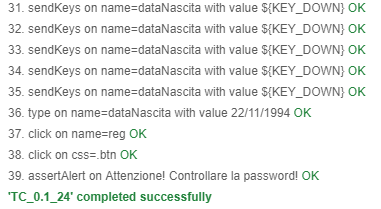 31. sendKeys on name=dataNascita with value ${KEY_DOWN} OK
32. sendKeys on name=dataNascita with value ${KEY_DOWN} OK
33. sendKeys on name=dataNascita with value ${KEY_DOWN} OK
34. sendKeys on name=dataNascita with value ${KEY_DOWN} OK
35. sendKeys on name=dataNascita with value ${KEY_DOWN} OK
36. type on name=dataNascita with value 22/11/1994 OK
37. click on name=reg OK
38. click on css=.btn OK
39. assertAlert on Attenzione! Controllare la password! OK
'TC_0.1_24' completed successfully